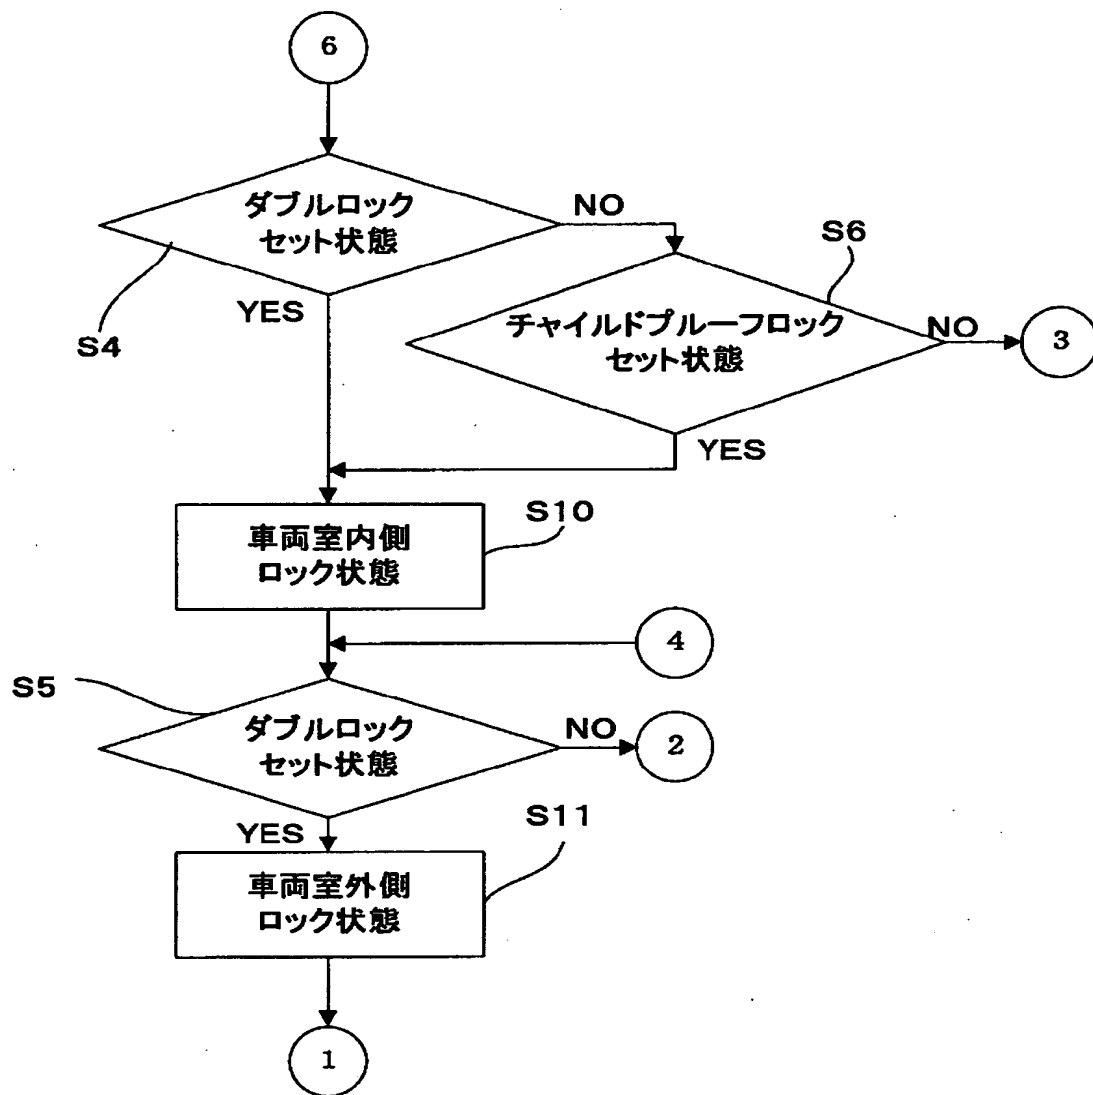 6
ダブルロック
セット状態
NO
S6
S4
YES
チャイルドプルーフロック
セット状態
NO
3
YES
車両室内側
ロック状態
S10
4
S5
ダブルロック
セット状態
NO
2
YES
S11
車両室外側
ロック状態
1